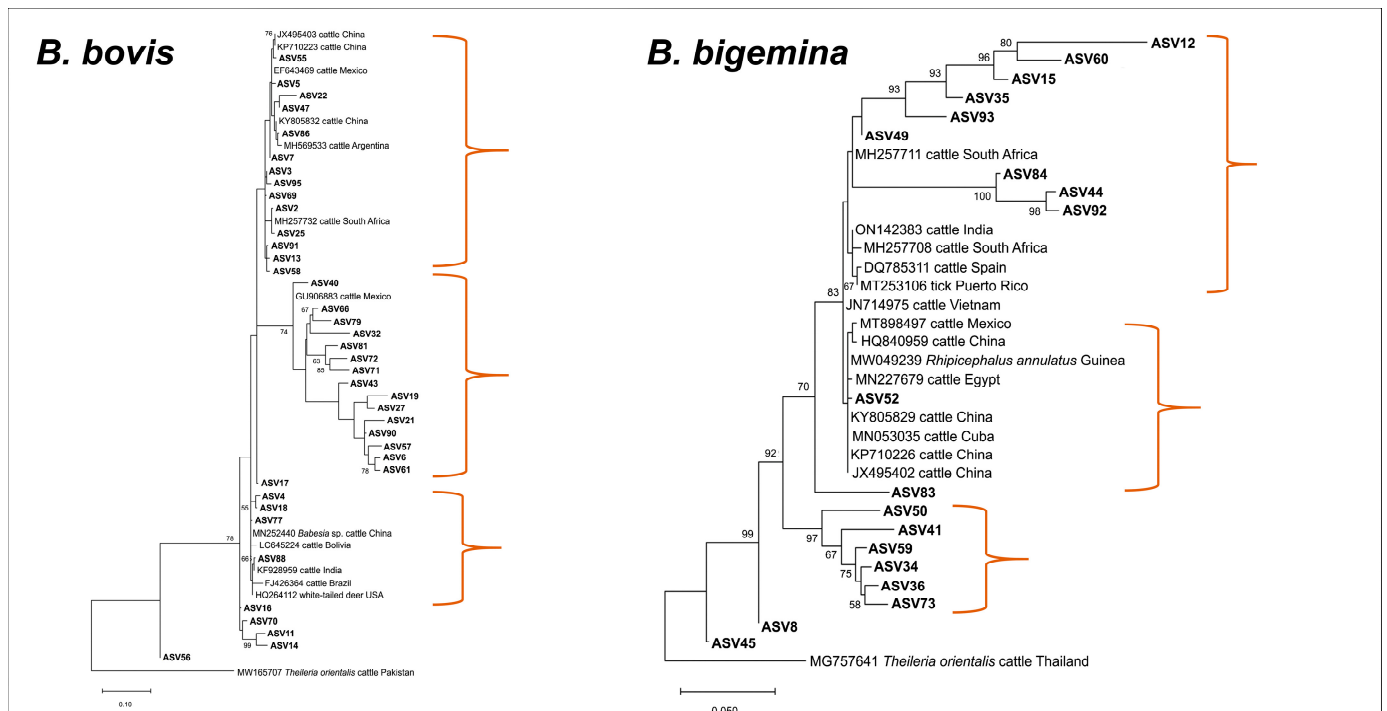 B. bovis
76
JX495403 cattle China
KP710223 cattle China
ASV55
EF643469 cattle Mexico
ASV5
ASV22
ASV47
KY805832 cattle China
ASV86
MH569533 cattle Argentina
ASV7
ASV3
ASV95
ASV69
ASV2
MH257732 cattle South Africa
ASV25
ASV91
ASV13
ASV58
ASV40
GU906883 cattle Mexico
67
ASV66
ASV79
74
ASV32
ASV81
63
ASV72
85
ASV71
ASV43
ASV19
ASV27
ASV21
ASV90
ASV57
ASV6
78
ASV61
ASV17
ASV4
55
ASV18
ASV77
MN252440 Babesia sp. cattle China
78
LC645224 cattle Bolivia
66
ASV88
KF928959 cattle India
FJ426364 cattle Brazil
HQ264112 white-tailed deer USA
ASV16
ASV70
ASV11
99
ASV14
ASV56
MW165707 Theileria orientalis cattle Pakistan
0.10
B. bigemina
80
ASV12
96
ASV60
93
ASV15
93
ASV35
ASV93
ASV49
MH257711 cattle South Africa
ASV84
100
ASV44
98
ASV92
ON142383 cattle India
MH257708 cattle South Africa
DQ785311 cattle Spain
67
MT253106 tick Puerto Rico
83
JN714975 cattle Vietnam
MT898497 cattle Mexico
HQ840959 cattle China
MW049239 Rhipicephalus annulatus Guinea
MN227679 cattle Egypt
70
ASV52
KY805829 cattle China
MN053035 cattle Cuba
92
KP710226 cattle China
JX495402 cattle China
ASV83
ASV50
99
97
ASV41
67
ASV59
75
ASV34
ASV36
58
ASV73
ASV8
ASV45
MG757641 Theileria orientalis cattle Thailand
0.050